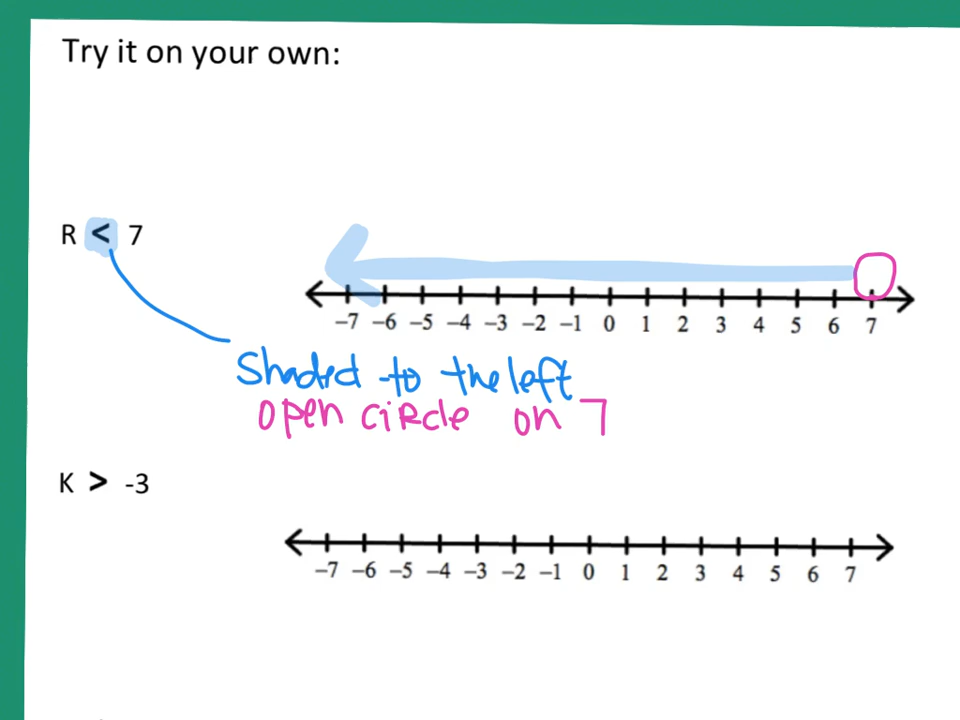 Try it on your own:
R < 7
–7 –6 –5 –4 –3 –2 –1 0 1 2 3 4 5 6 7
Shaded to the left
open circle on 7
K > -3
–7 –6 –5 –4 –3 –2 –1 0 1 2 3 4 5 6 7